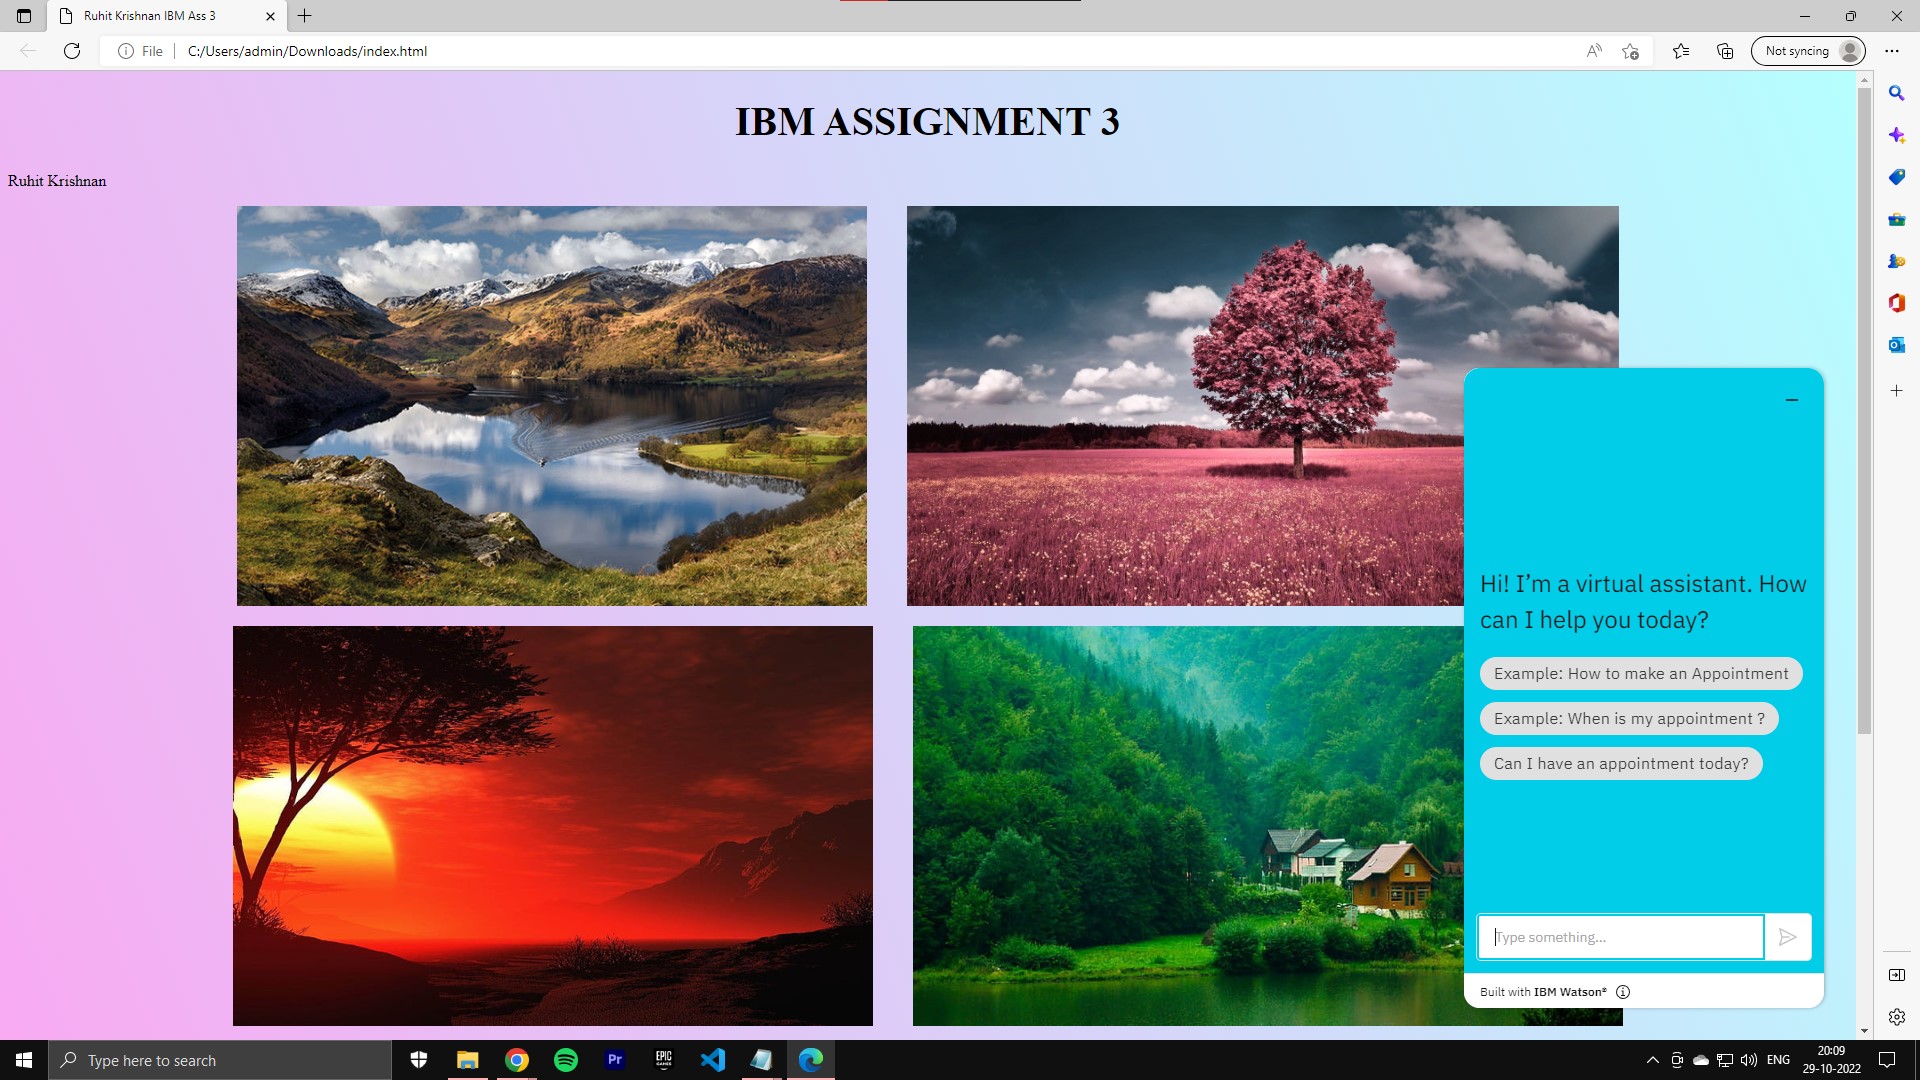 Ruhit Krishnan IBM Ass 3
Not syncing
File
C:/Users/admin/Downloads/index.html
IBM ASSIGNMENT 3
Ruhit Krishnan
Hi! I'm a virtual assistant. How
can I help you today?
Example: How to make an Appointment
Example: When is my appointment ?
Can I have an appointment today?
Type something...
Built with IBM Watson®
Type here to search
Pr
EPIC
GAMES
ENG
20:09
29-10-2022